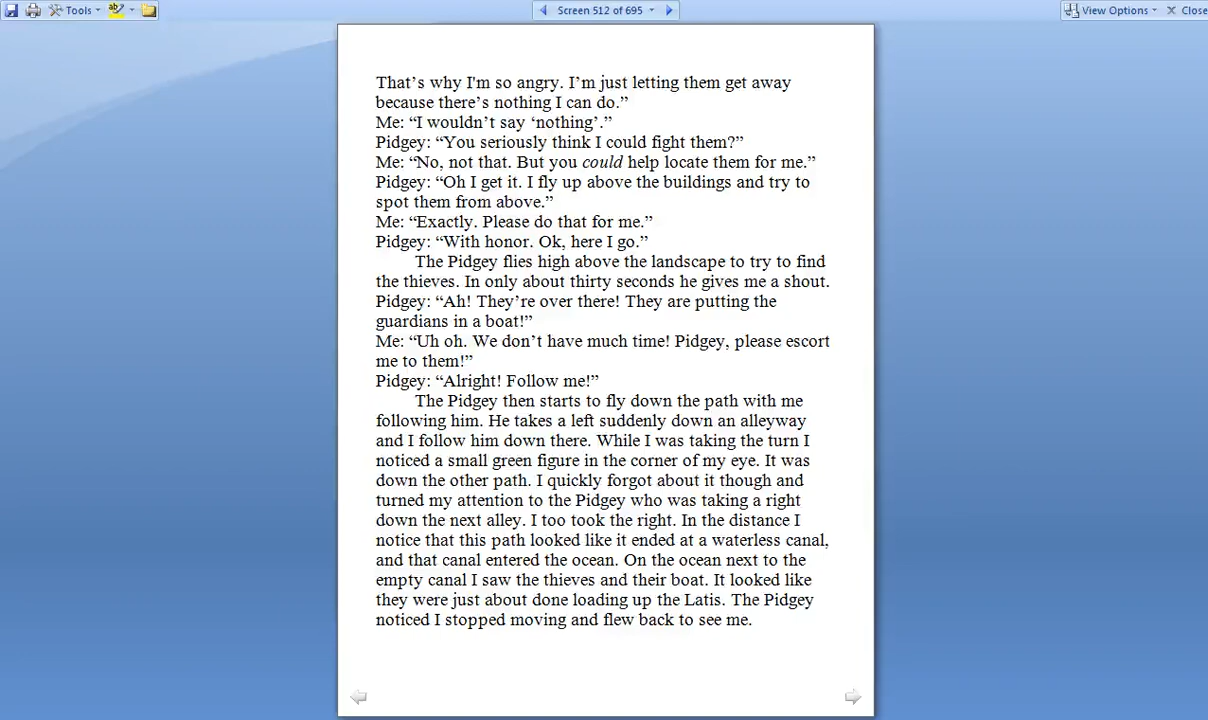 Tools
Screen 512 of 695
View Options
Close
That’s why I'm so angry. I’m just letting them get away
because there’s nothing I can do.”
Me: “I wouldn’t say ‘nothing’.”
Pidgey: “You seriously think I could fight them?”
Me: “No, not that. But you could help locate them for me.”
Pidgey: “Oh I get it. I fly up above the buildings and try to
spot them from above.”
Me: “Exactly. Please do that for me.”
Pidgey: “With honor. Ok, here I go.”
The Pidgey flies high above the landscape to try to find
the thieves. In only about thirty seconds he gives me a shout.
Pidgey: “Ah! They’re over there! They are putting the
guardians in a boat!”
Me: “Uh oh. We don’t have much time! Pidgey, please escort
me to them!”
Pidgey: “Alright! Follow me!”
The Pidgey then starts to fly down the path with me
following him. He takes a left suddenly down an alleyway
and I follow him down there. While I was taking the turn I
noticed a small green figure in the corner of my eye. It was
down the other path. I quickly forgot about it though and
turned my attention to the Pidgey who was taking a right
down the next alley. I too took the right. In the distance I
notice that this path looked like it ended at a waterless canal,
and that canal entered the ocean. On the ocean next to the
empty canal I saw the thieves and their boat. It looked like
they were just about done loading up the Latis. The Pidgey
noticed I stopped moving and flew back to see me.